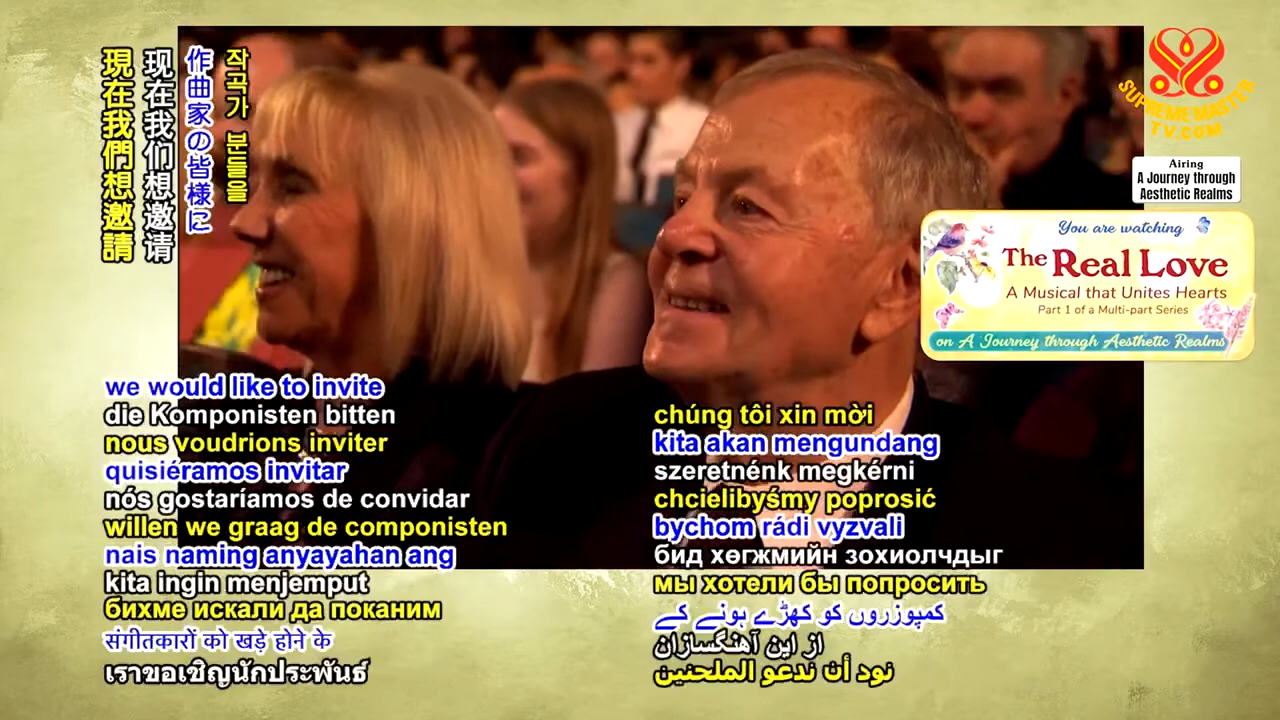 現在我們想邀請
现在我们想邀请
作曲家の皆様に
작곡가 분들을
SUPREME MASTER
TV.COM
Airing
A Journey through
Aesthetic Realms
You are watching
The Real Love
A Musical that Unites Hearts
Part 1 of a Multi-part Series
on A Journey through Aesthetic Realms
we would like to invite
die Komponisten bitten
nous voudrions inviter
quisiéramos invitar
nós gostaríamos de convidar
willen we graag de componisten
nais naming anyayahan ang
kita ingin menjemput
бихме искали да поканим
संगीतकारों को खड़े होने के
เราขอเชิญนักประพันธ์
chúng tôi xin mời
kita akan mengundang
szeretnénk megkérni
chcielibyśmy poprosić
bychom rádi vyzvali
бид хөгжмийн зохиолчдыг
мы хотели бы попросить
کمپوزروں کو کھڑے ہونے کے
از این آهنگسازان
نود أن ندعو الملحنين